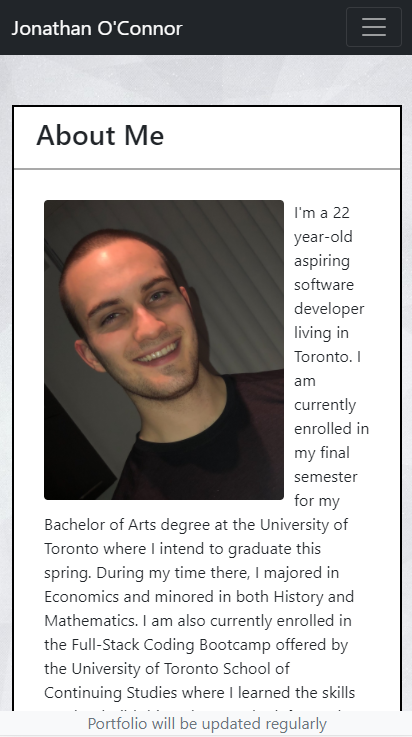 Jonathan O'Connor
About Me
I'm a 22
year-old
aspiring
software
developer
living in
Toronto. I
am
currently
enrolled in
my final
semester
for my
Bachelor of Arts degree at the University of
Toronto where I intend to graduate this
spring. During my time there, I majored in
Economics and minored in both History and
Mathematics. I am also currently enrolled in
the Full-Stack Coding Bootcamp offered by
the University of Toronto School of
Continuing Studies where I learned the skills
Portfolio will be updated regularly